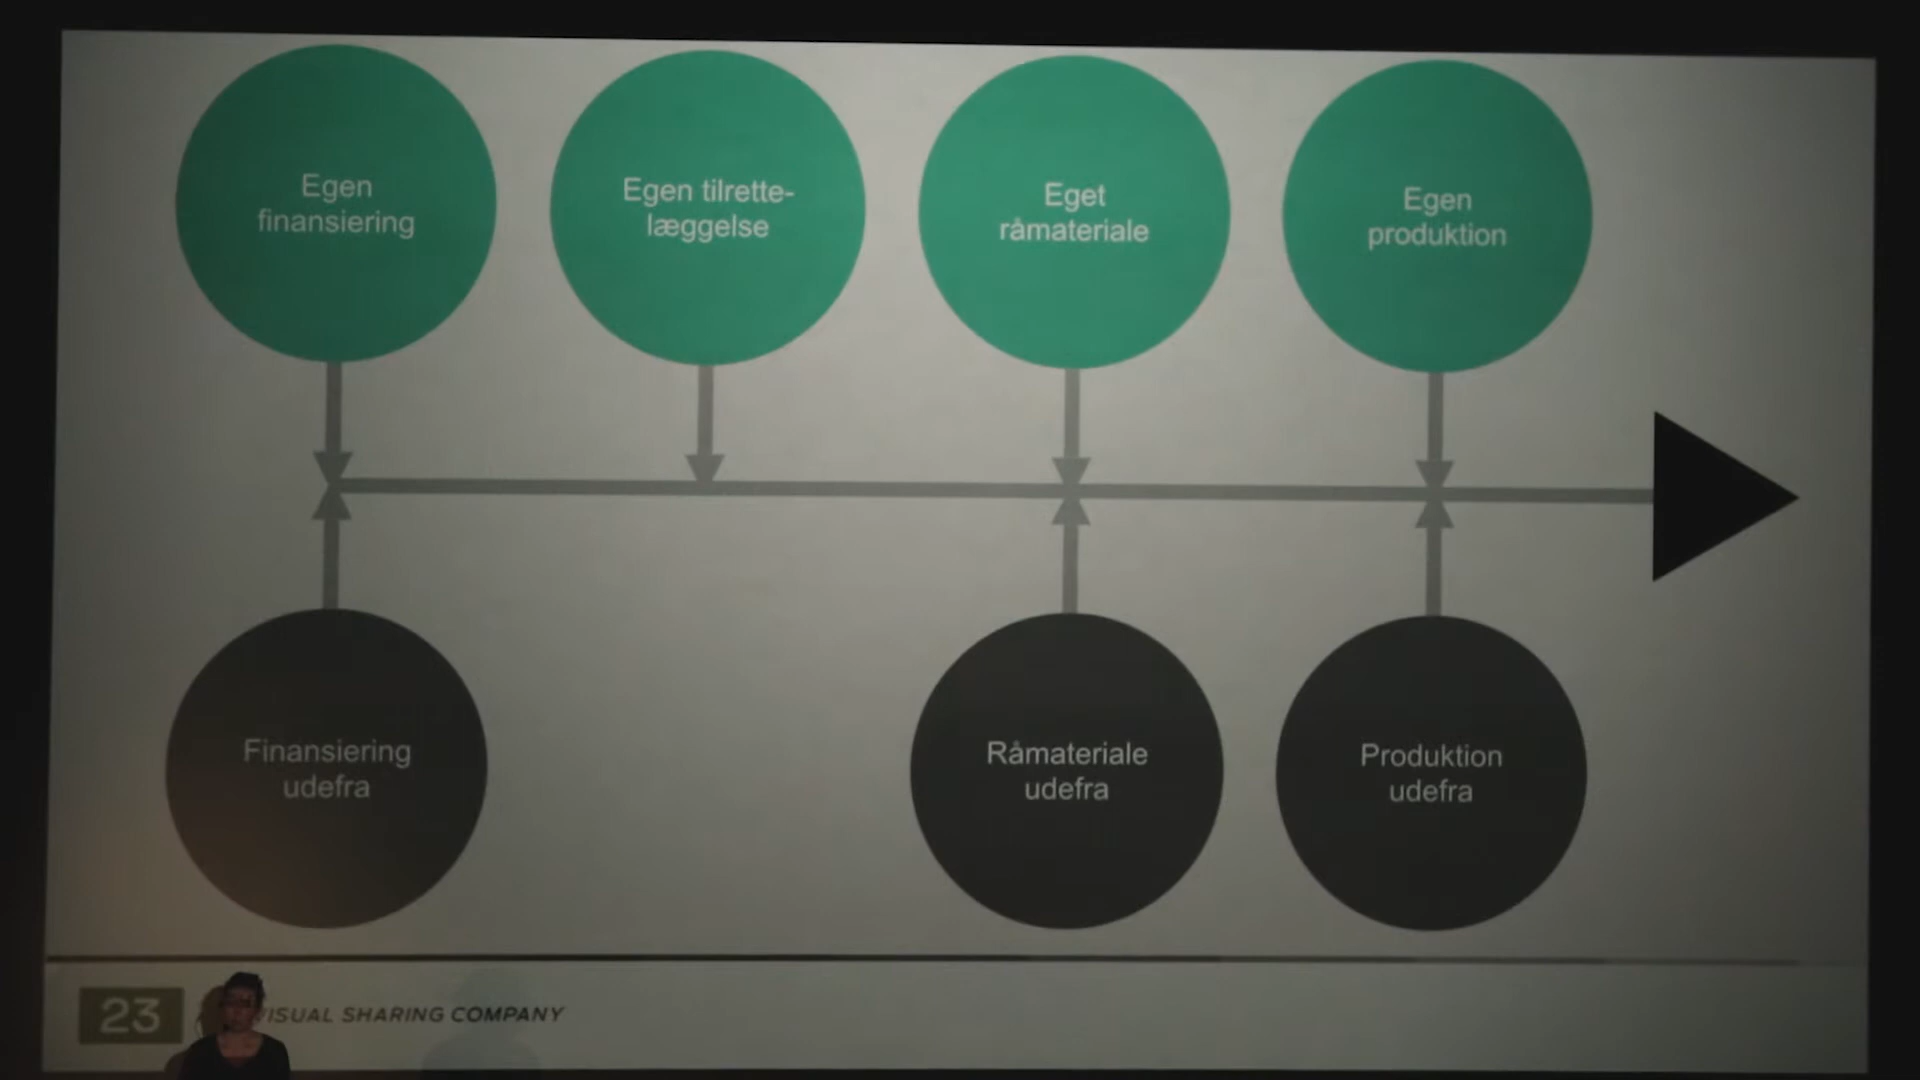 Egen
finansiering
Egen tilrette-
læggelse
Eget
råmateriale
Egen
produktion
Finansiering
udefra
Råmateriale
udefra
Produktion
udefra
23
VISUAL SHARING COMPANY